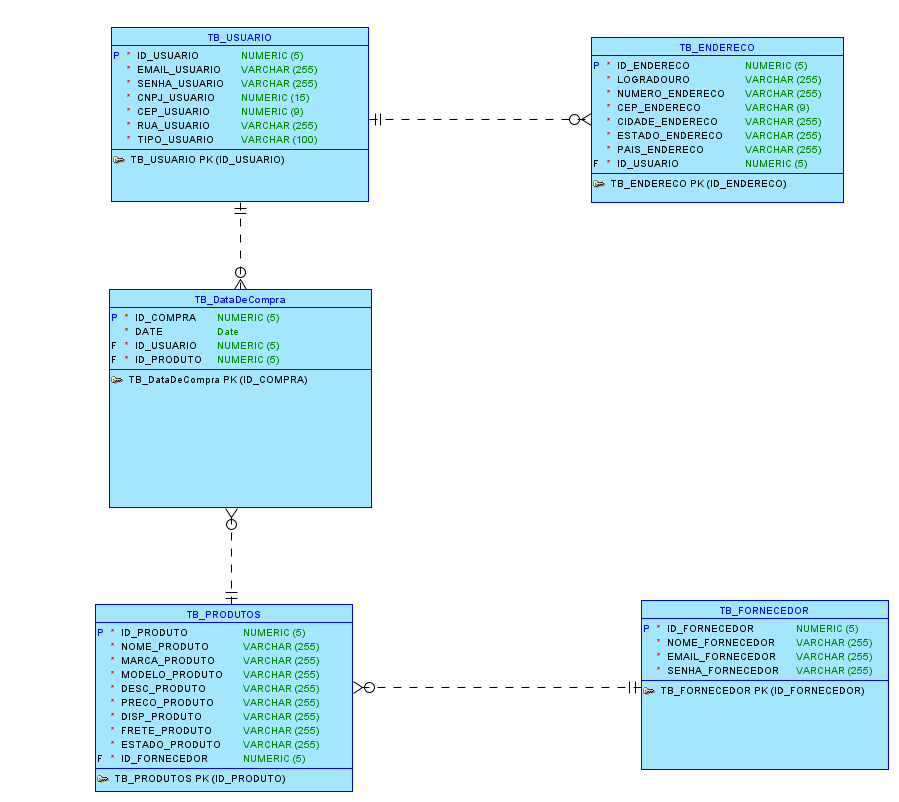 TB_USUARIO
P * ID_USUARIO NUMERIC (5)
* EMAIL_USUARIO VARCHAR (255)
* SENHA_USUARIO VARCHAR (255)
* CNPJ_USUARIO NUMERIC (15)
* CEP_USUARIO NUMERIC (9)
* RUA_USUARIO VARCHAR (255)
* TIPO_USUARIO VARCHAR (100)
TB_USUARIO PK (ID_USUARIO)
TB_ENDERECO
P * ID_ENDERECO NUMERIC (5)
* LOGRADOURO VARCHAR (255)
* NUMERO_ENDERECO VARCHAR (255)
* CEP_ENDERECO VARCHAR (9)
* CIDADE_ENDERECO VARCHAR (255)
* ESTADO_ENDERECO VARCHAR (255)
* PAIS_ENDERECO VARCHAR (255)
F * ID_USUARIO NUMERIC (5)
TB_ENDERECO PK (ID_ENDERECO)
TB_DataDeCompra
P * ID_COMPRA NUMERIC (5)
* DATE Date
F * ID_USUARIO NUMERIC (5)
F * ID_PRODUTO NUMERIC (5)
TB_DataDeCompra PK (ID_COMPRA)
TB_PRODUTOS
P * ID_PRODUTO NUMERIC (5)
* NOME_PRODUTO VARCHAR (255)
* MARCA_PRODUTO VARCHAR (255)
* MODELO_PRODUTO VARCHAR (255)
* DESC_PRODUTO VARCHAR (255)
* PRECO_PRODUTO VARCHAR (255)
* DISP_PRODUTO VARCHAR (255)
* FRETE_PRODUTO VARCHAR (255)
* ESTADO_PRODUTO VARCHAR (255)
F * ID_FORNECEDOR NUMERIC (5)
TB_PRODUTOS PK (ID_PRODUTO)
TB_FORNECEDOR
P * ID_FORNECEDOR NUMERIC (5)
* NOME_FORNECEDOR VARCHAR (255)
* EMAIL_FORNECEDOR VARCHAR (255)
* SENHA_FORNECEDOR VARCHAR (255)
TB_FORNECEDOR PK (ID_FORNECEDOR)